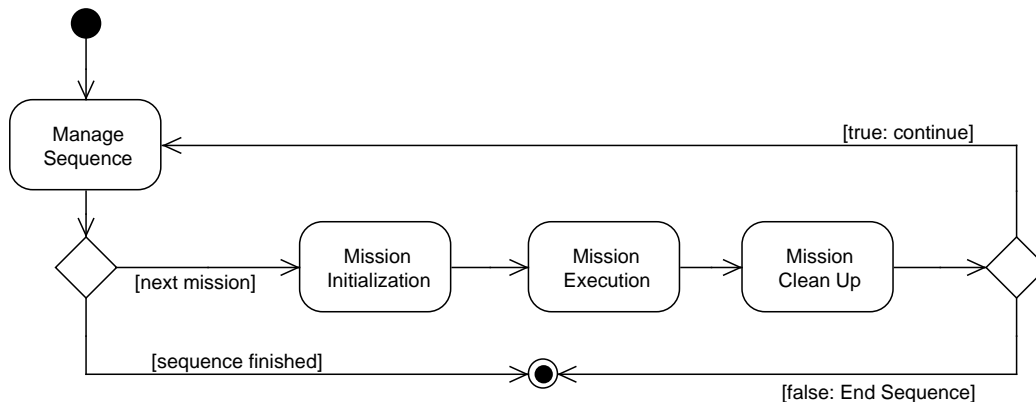 Manage
Sequence
[true: continue]
[next mission]
Mission
Initialization
Mission
Execution
Mission
Clean Up
[sequence finished]
[false: End Sequence]